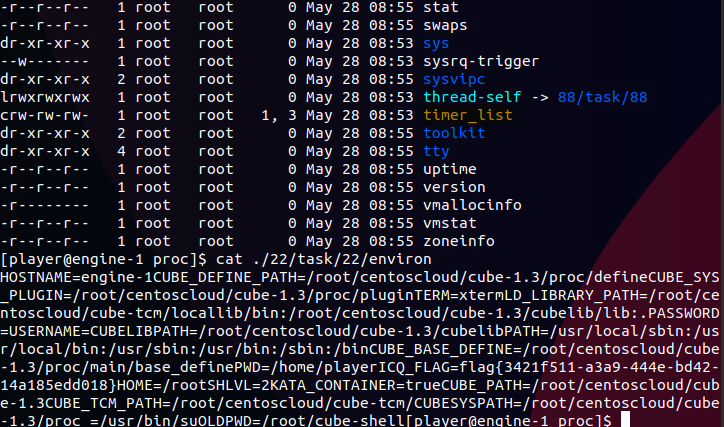 -r--r--r--   1 root   root       0 May 28 08:55 stat
-r--r--r--   1 root   root       0 May 28 08:55 swaps
dr-xr-xr-x   1 root   root       0 May 28 08:53 sys
--w-------   1 root   root       0 May 28 08:53 sysrq-trigger
dr-xr-xr-x   2 root   root       0 May 28 08:55 sysvipc
lrwxrwxrwx   1 root   root       0 May 28 08:53 thread-self -> 88/task/88
crw-rw-rw-   1 root   root    1, 3 May 28 08:53 timer_list
dr-xr-xr-x   2 root   root       0 May 28 08:55 toolkit
dr-xr-xr-x   4 root   root       0 May 28 08:55 tty
-r--r--r--   1 root   root       0 May 28 08:55 uptime
-r--r--r--   1 root   root       0 May 28 08:55 version
-r--------   1 root   root       0 May 28 08:55 vmallocinfo
-r--r--r--   1 root   root       0 May 28 08:55 vmstat
-r--r--r--   1 root   root       0 May 28 08:55 zoneinfo
[player@engine-1 proc]$ cat ./22/task/22/environ
HOSTNAME=engine-1CUBE_DEFINE_PATH=/root/centoscloud/cube-1.3/proc/defineCUBE_SYS
_PLUGIN=/root/centoscloud/cube-1.3/proc/pluginTERM=xtermLD_LIBRARY_PATH=/root/ce
ntoscloud/cube-tcm/locallib/bin:/root/centoscloud/cube-1.3/cubelib/lib:.PASSWORD
=USERNAME=CUBELIBPATH=/root/centoscloud/cube-1.3/cubelibPATH=/usr/local/sbin:/us
r/local/bin:/usr/sbin:/usr/bin:/sbin:/binCUBE_BASE_DEFINE=/root/centoscloud/cube
-1.3/proc/main/base_definePWD=/home/playerICQ_FLAG=flag{3421f511-a3a9-444e-bd42-
14a185edd018}HOME=/rootSHLVL=2KATA_CONTAINER=trueCUBE_PATH=/root/centoscloud/cub
e-1.3CUBE_TCM_PATH=/root/centoscloud/cube-tcm/CUBESYSPATH=/root/centoscloud/cube
-1.3/proc_=/usr/bin/suOLDPWD=/root/cube-shell[player@engine-1 proc]$